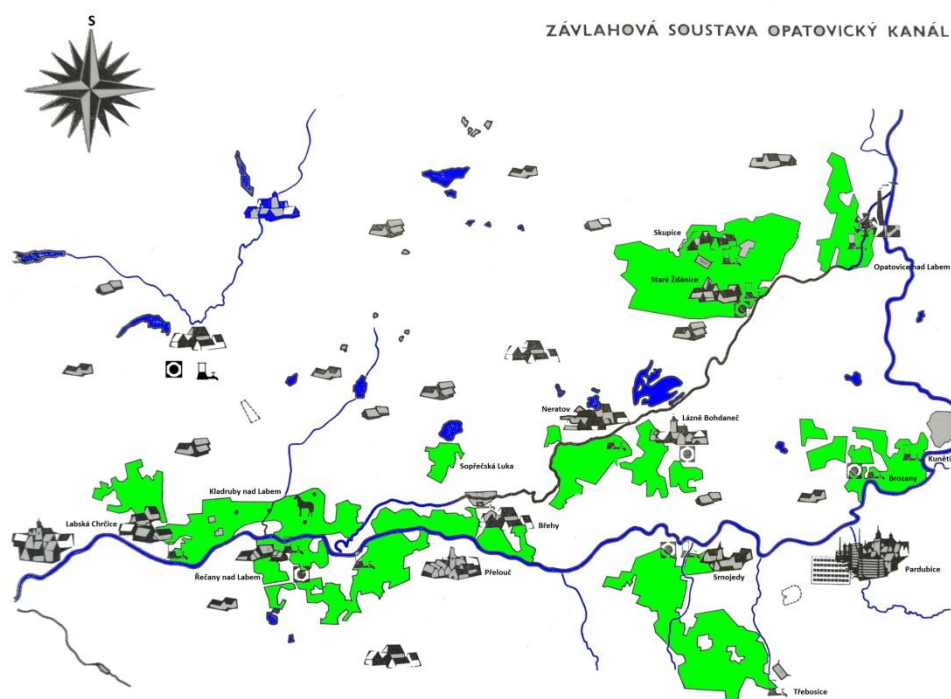 S
ZÁVLAHOVÁ SOUSTAVA OPATOVICKÝ KANÁL
Skupice
Opatovice nad Labem
Staré Ždánice
Neratov
Lázně Bohdaneč
Sopřečská Luka
Kuněti
Brozany
Kladruby nad Labem
Labská Chrčice
Břehy
Řečany nad Labem
Přelouč
Srnojedy
Pardubice
Třebosice